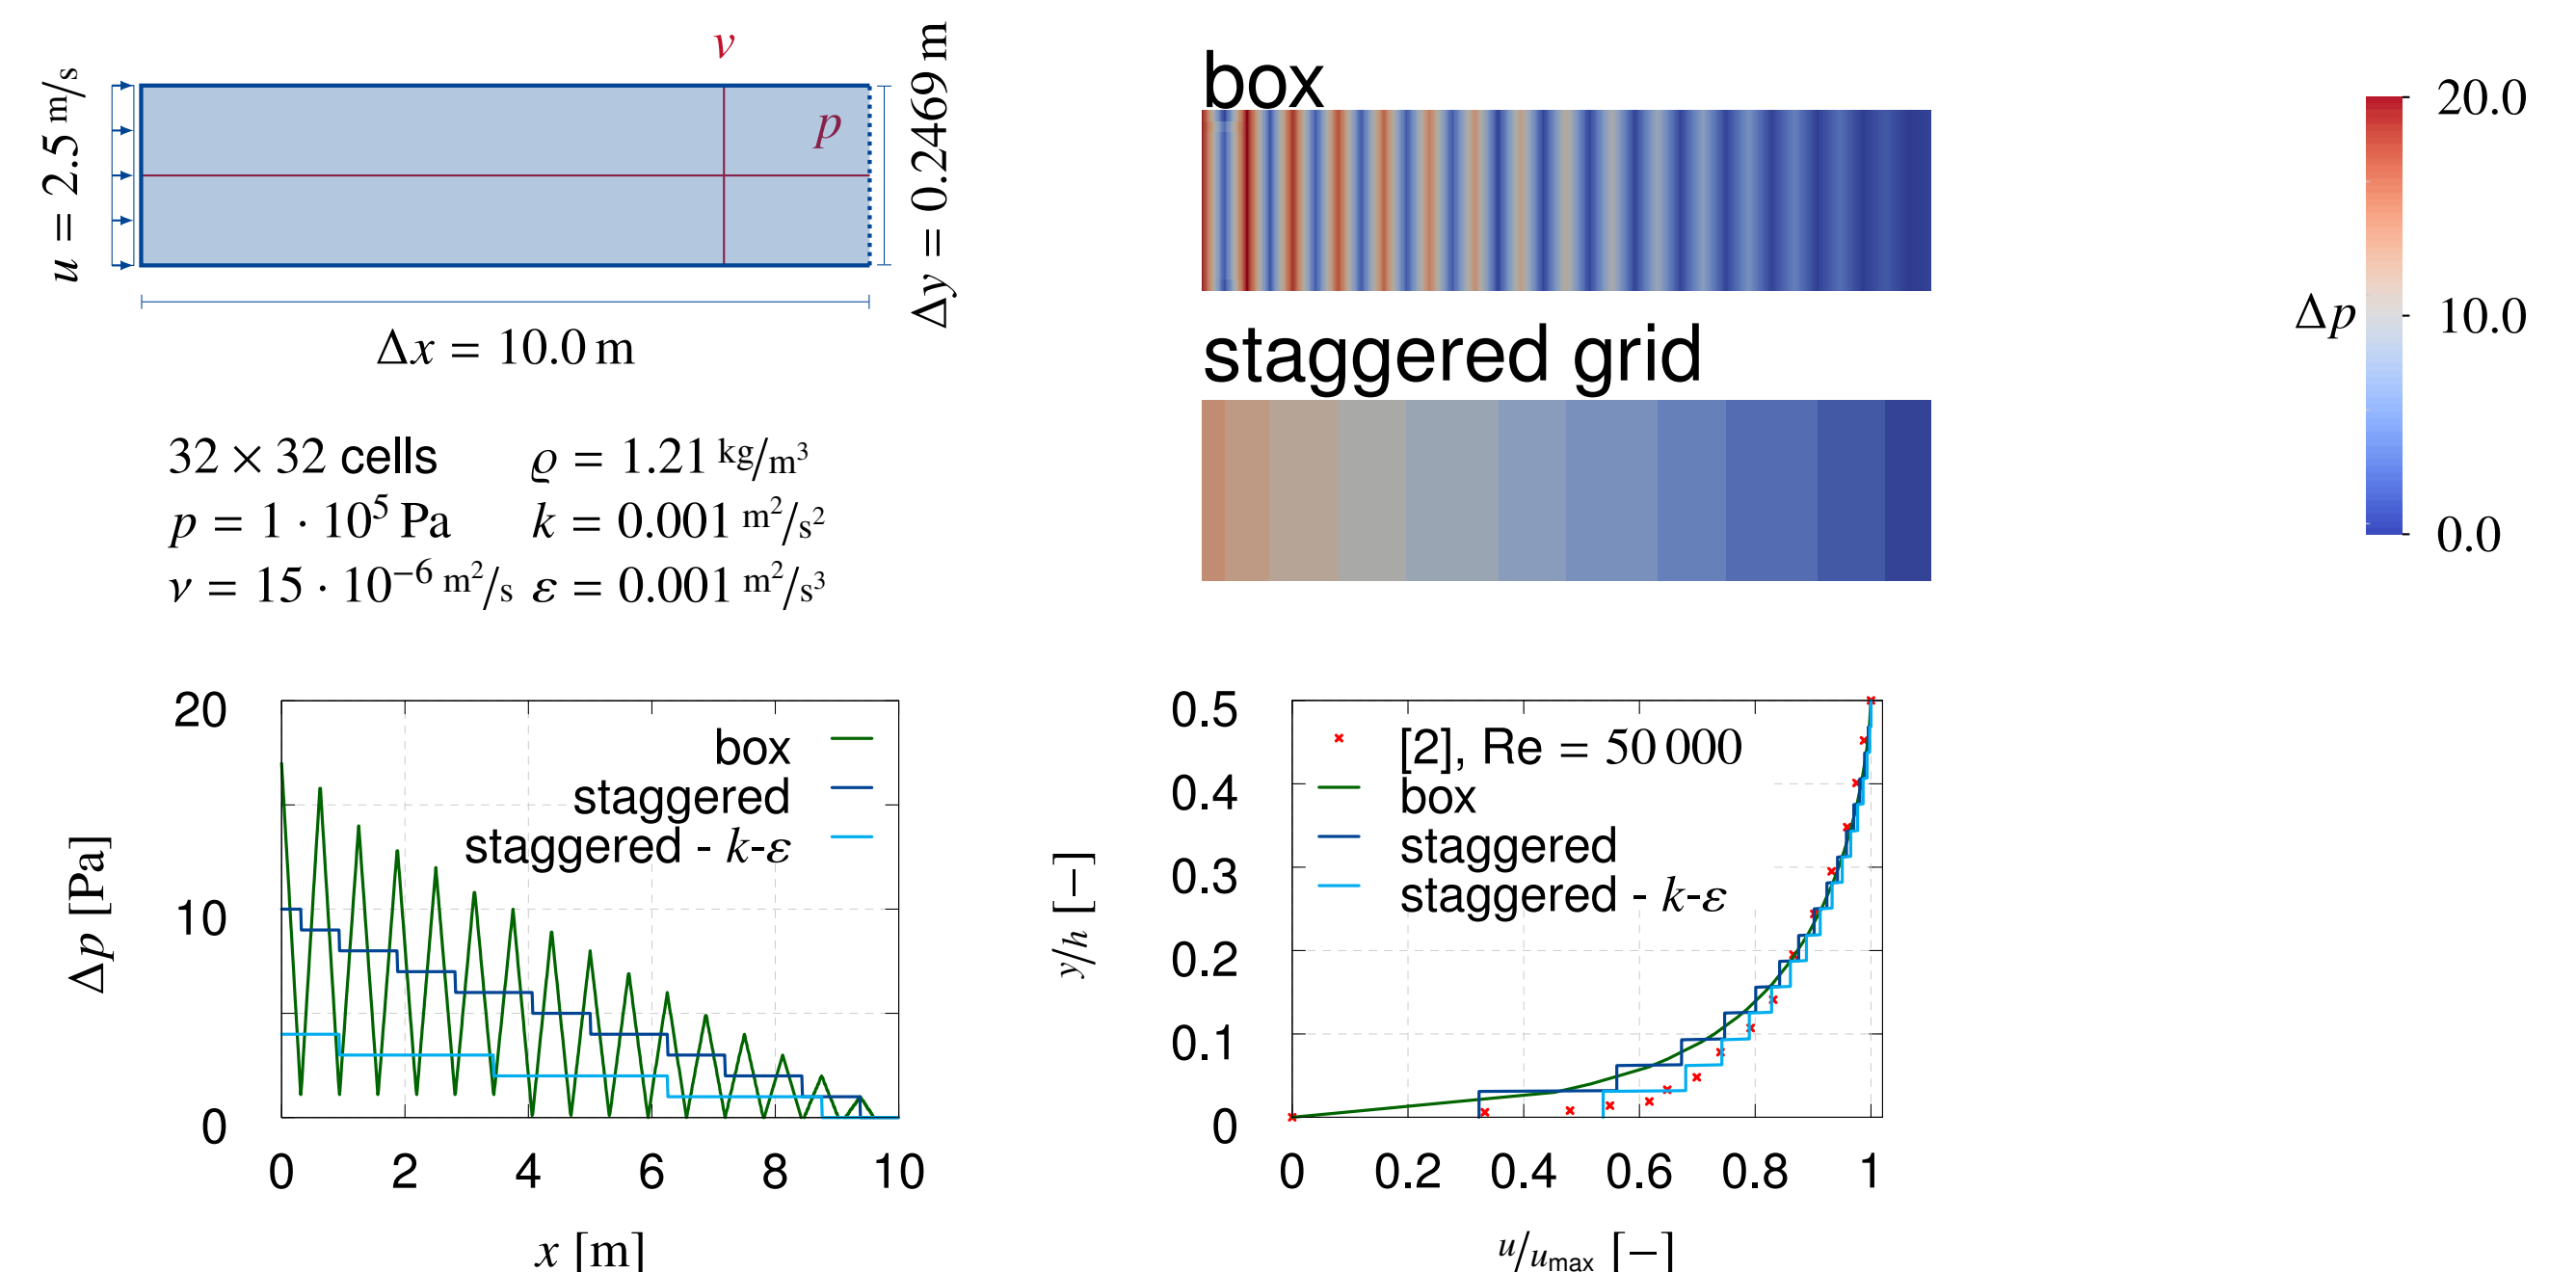 v
p
u = 2.5 m/s
Δy = 0.2469 m
Δx = 10.0 m
32 × 32 cells
ϱ = 1.21 kg/m³
p = 1 · 10⁵ Pa
k = 0.001 m²/s²
ν = 15 · 10⁻⁶ m²/s
ε = 0.001 m²/s³
box
staggered grid
Δp
20.0
10.0
0.0
Δp [Pa]
20
10
0
box
staggered
staggered - k-ε
0 2 4 6 8 10
x [m]
y/h [−]
0.5
0.4
0.3
0.2
0.1
0
[2], Re = 50 000
box
staggered
staggered - k-ε
0 0.2 0.4 0.6 0.8 1
u/umax [−]